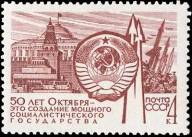 50 ЛЕТ ОКТЯБРЯ-
ЭТО СОЗДАНИЕ МОЩНОГО
СОЦИАЛИСТИЧЕСКОГО
ГОСУДАРСТВА
ПОЧТА
СССР
4К